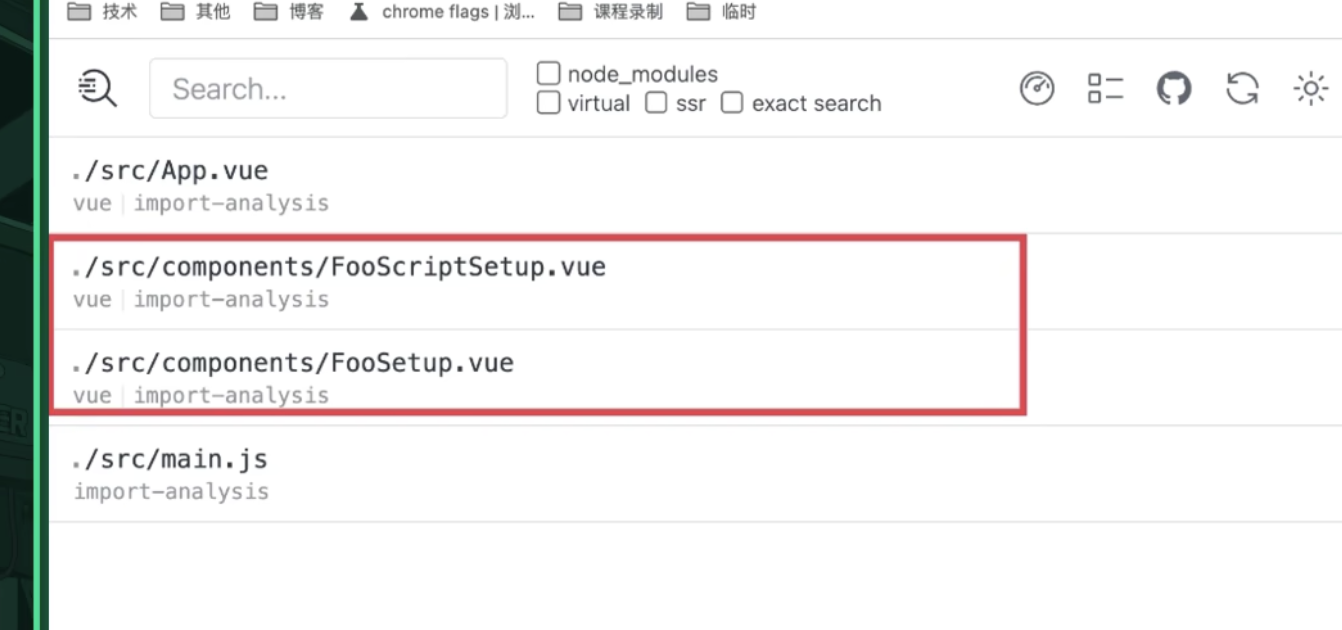 技术 其他 博客 chrome flags | 浏... 课程录制 临时
Search...
node_modules
virtual ssr exact search
./src/App.vue
vue import-analysis
./src/components/FooScriptSetup.vue
vue import-analysis
./src/components/FooSetup.vue
vue import-analysis
./src/main.js
import-analysis